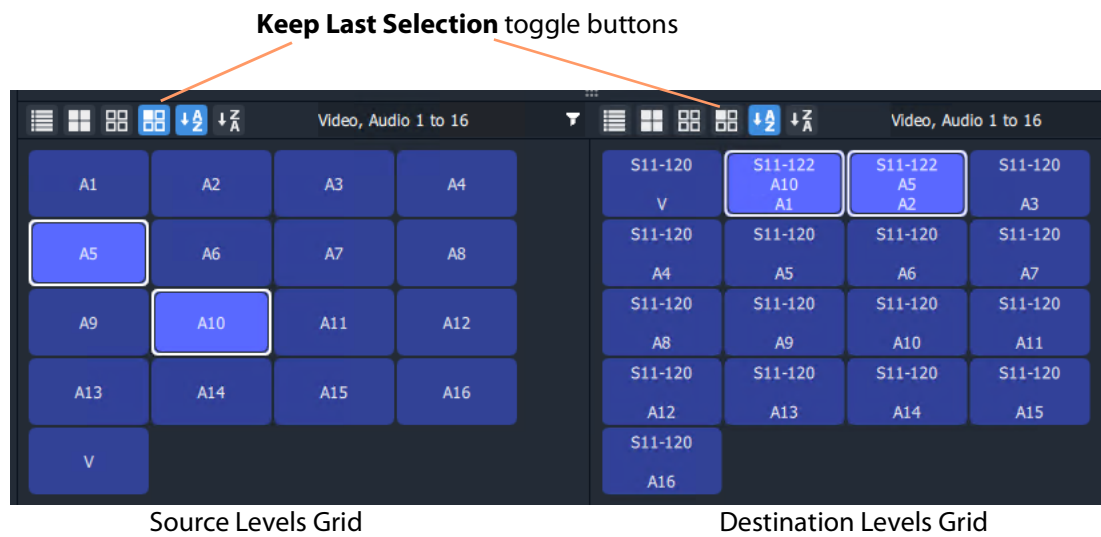 Keep Last Selection toggle buttons
Video, Audio 1 to 16
Video, Audio 1 to 16
A1 A2 A3 A4
A5 A6 A7 A8
A9 A10 A11 A12
A13 A14 A15 A16
V
S11-120 S11-122 S11-122 S11-120
A10 A5
V A1 A2 A3
S11-120 S11-120 S11-120 S11-120
A4 A5 A6 A7
S11-120 S11-120 S11-120 S11-120
A8 A9 A10 A11
S11-120 S11-120 S11-120 S11-120
A12 A13 A14 A15
S11-120
A16
Source Levels Grid
Destination Levels Grid